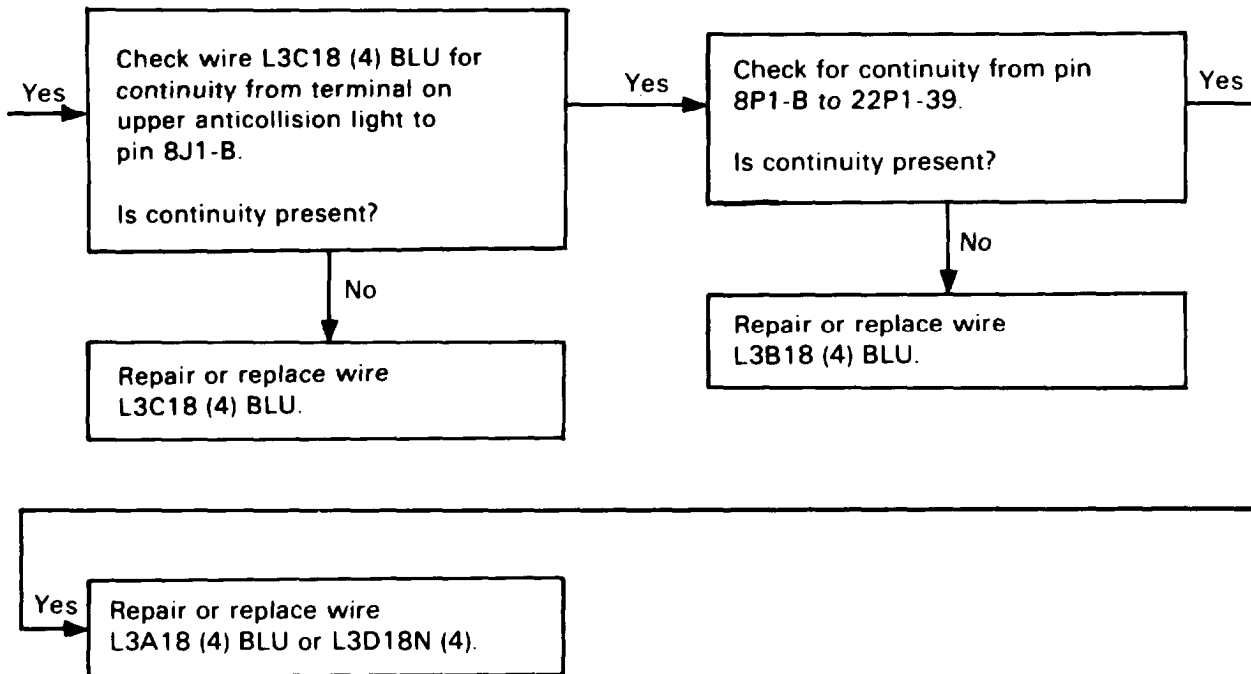 Yes
Check wire L3C18 (4) BLU for
continuity from terminal on
upper anticollision light to
pin 8J1-B.
Is continuity present?
Yes
Check for continuity from pin
8P1-B to 22P1-39.
Is continuity present?
Yes
No
Repair or replace wire
L3C18 (4) BLU.
No
Repair or replace wire
L3B18 (4) BLU.
Yes
Repair or replace wire
L3A18 (4) BLU or L3D18N (4).